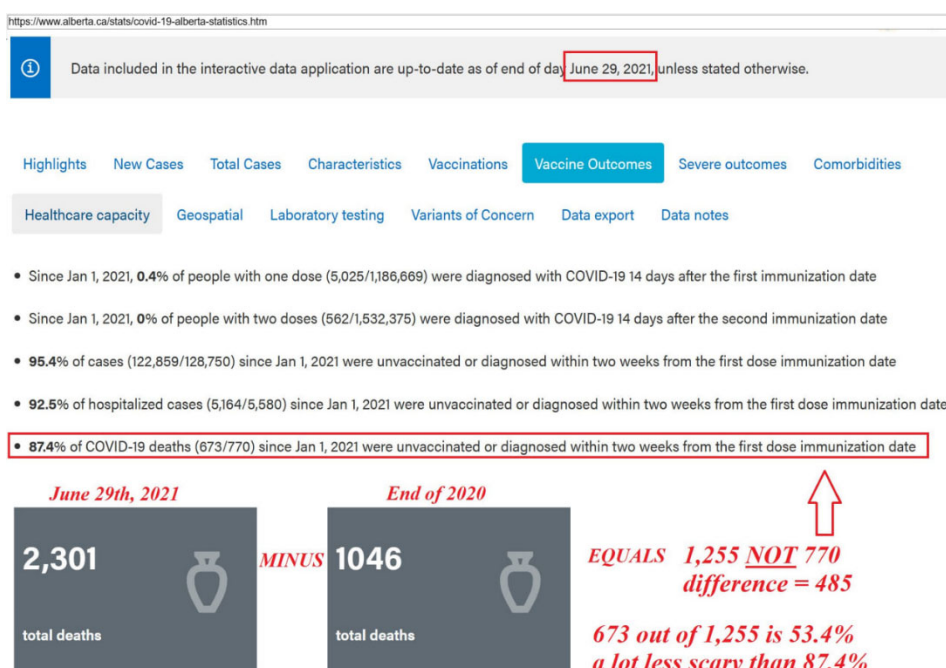 https://www.alberta.ca/stats/covid-19-alberta-statistics.htm
Data included in the interactive data application are up-to-date as of end of day June 29, 2021, unless stated otherwise.
Highlights New Cases Total Cases Characteristics Vaccinations Vaccine Outcomes Severe outcomes Comorbidities
Healthcare capacity Geospatial Laboratory testing Variants of Concern Data export Data notes
• Since Jan 1, 2021, 0.4% of people with one dose (5,025/1,186,669) were diagnosed with COVID-19 14 days after the first immunization date
• Since Jan 1, 2021, 0% of people with two doses (562/1,532,375) were diagnosed with COVID-19 14 days after the second immunization date
• 95.4% of cases (122,859/128,750) since Jan 1, 2021 were unvaccinated or diagnosed within two weeks from the first dose immunization date
• 92.5% of hospitalized cases (5,164/5,580) since Jan 1, 2021 were unvaccinated or diagnosed within two weeks from the first dose immunization date
• 87.4% of COVID-19 deaths (673/770) since Jan 1, 2021 were unvaccinated or diagnosed within two weeks from the first dose immunization date
June 29th, 2021 End of 2020
2,301 MINUS 1046 EQUALS 1,255 NOT 770
difference = 485
total deaths total deaths 673 out of 1,255 is 53.4%
a lot less scary than 87.4%